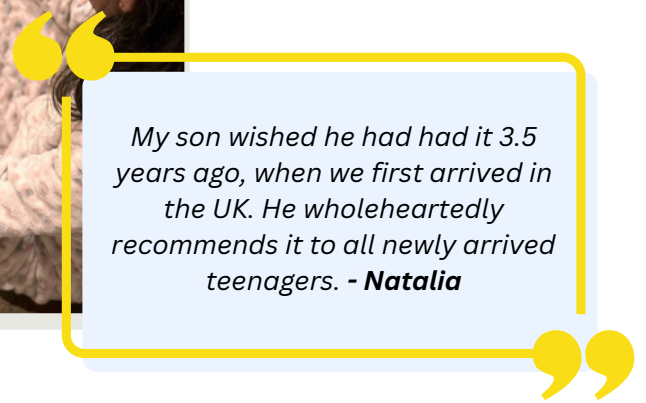 My son wished he had had it 3.5
years ago, when we first arrived in
the UK. He wholeheartedly
recommends it to all newly arrived
teenagers. - Natalia